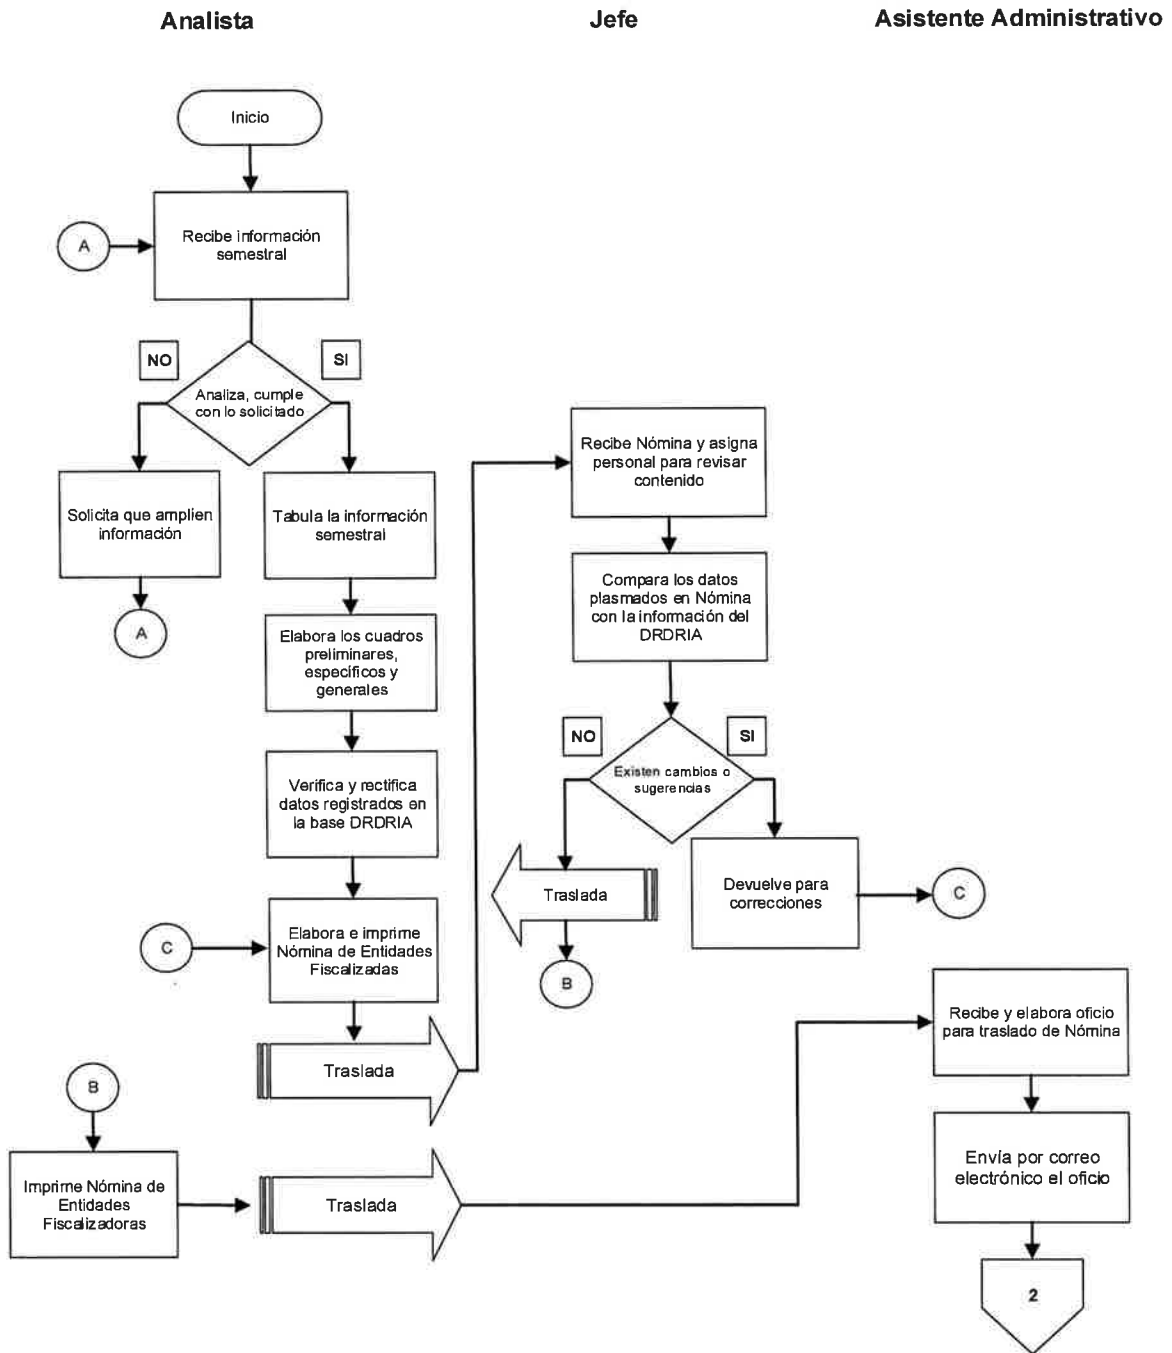 Analista
Jefe
Asistente Administrativo
Inicio
A
Recibe información
semestral
NO
SI
Analiza, cumple
con lo solicitado
Solicita que amplien
información
A
Tabula la información
semestral
Elabora los cuadros
preliminares,
específicos y
generales
Verifica y rectifica
datos registrados en
la base DRDRIA
C
Elabora e imprime
Nómina de Entidades
Fiscalizadas
Traslada
B
Imprime Nómina de
Entidades
Fiscalizadoras
Traslada
Recibe Nómina y asigna
personal para revisar
contenido
Compara los datos
plasmados en Nómina
con la información del
DRDRIA
NO
SI
Existen cambios o
sugerencias
Traslada
B
Devuelve para
correcciones
C
Recibe y elabora oficio
para traslado de Nómina
Envía por correo
electrónico el oficio
2